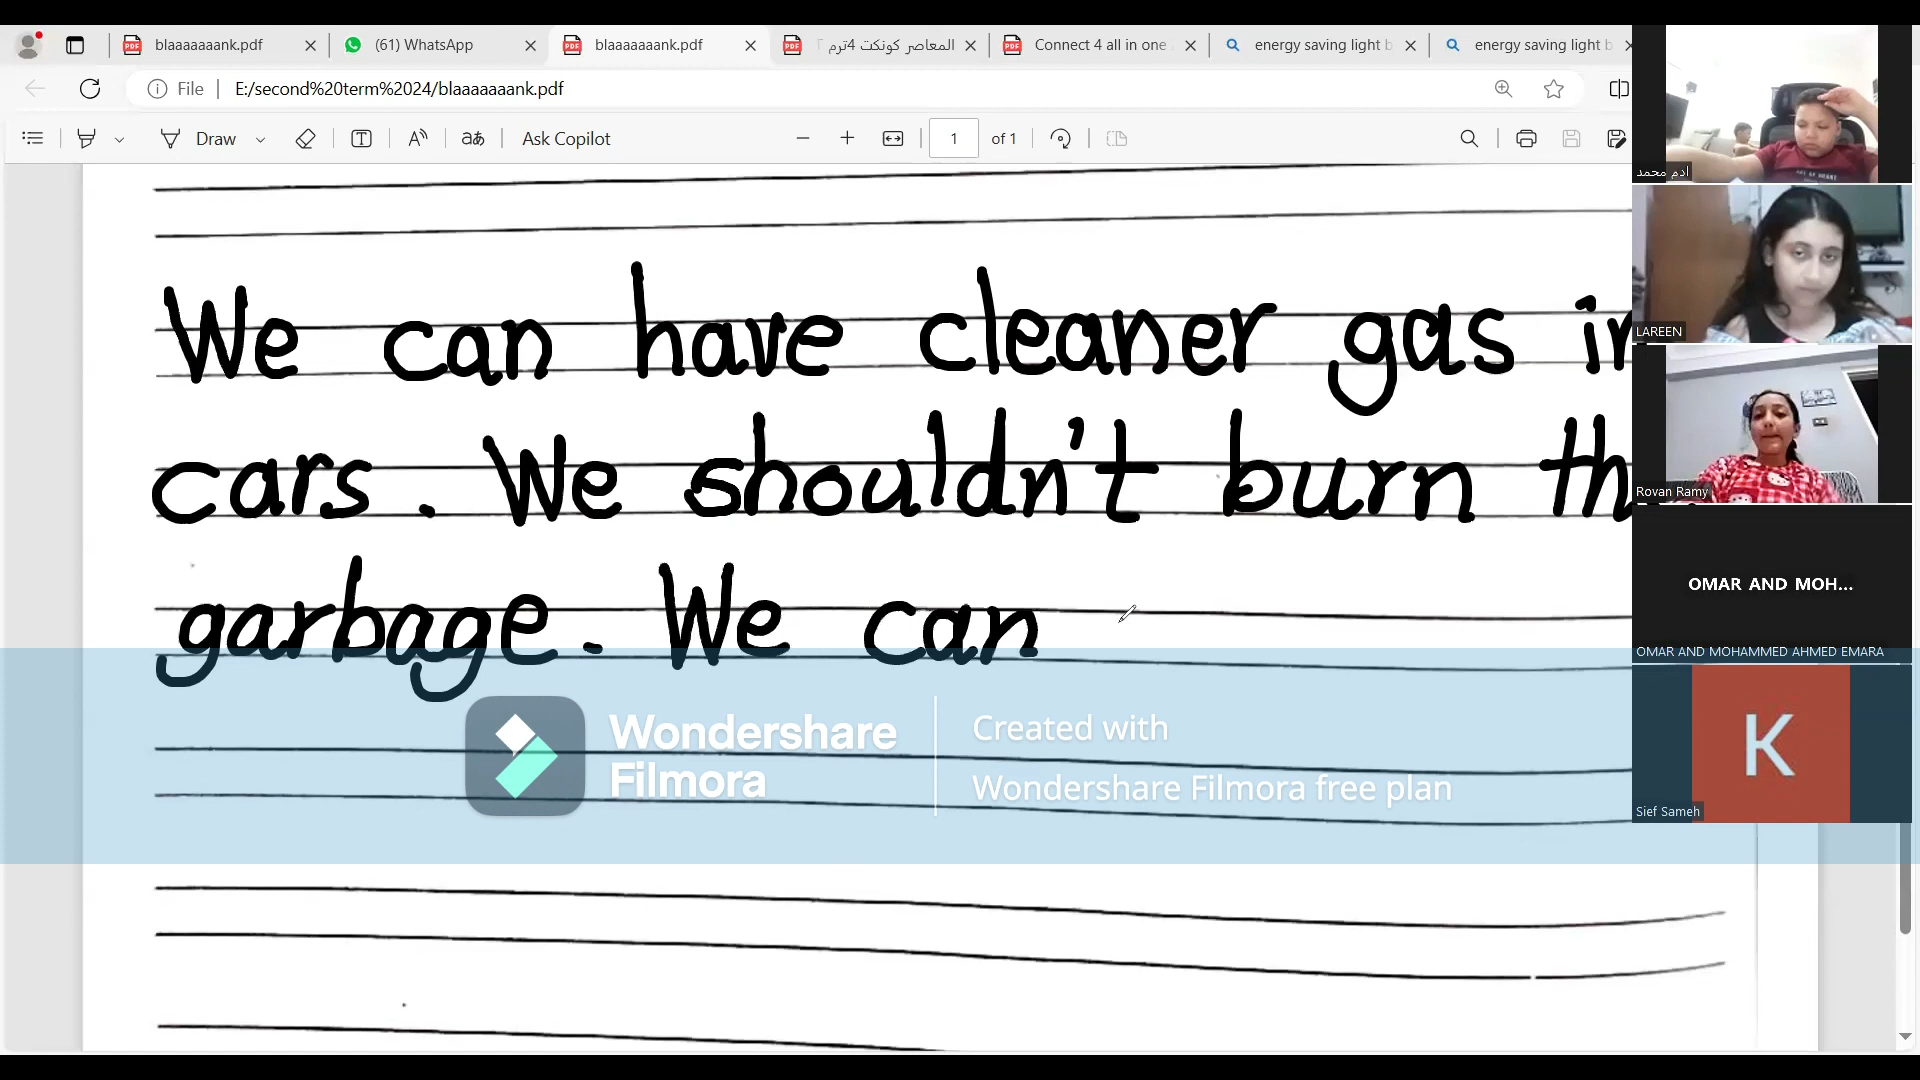 blaaaaaaank.pdf
(61) WhatsApp
blaaaaaaank.pdf
المعاصر كونكت 4ترم
Connect 4 all in one
energy saving light b
energy saving light b
File
E:/second%20term%2024/blaaaaaaank.pdf
Draw
Ask Copilot
1 of 1
We can have cleaner gas in
cars. We shouldn't burn th
garbage. We can
Wondershare
Filmora
Created with
Wondershare Filmora free plan
ادم محمد
LAREEN
Rovan Ramy
OMAR AND MOH...
OMAR AND MOHAMMED AHMED EMARA
K
Sief Sameh